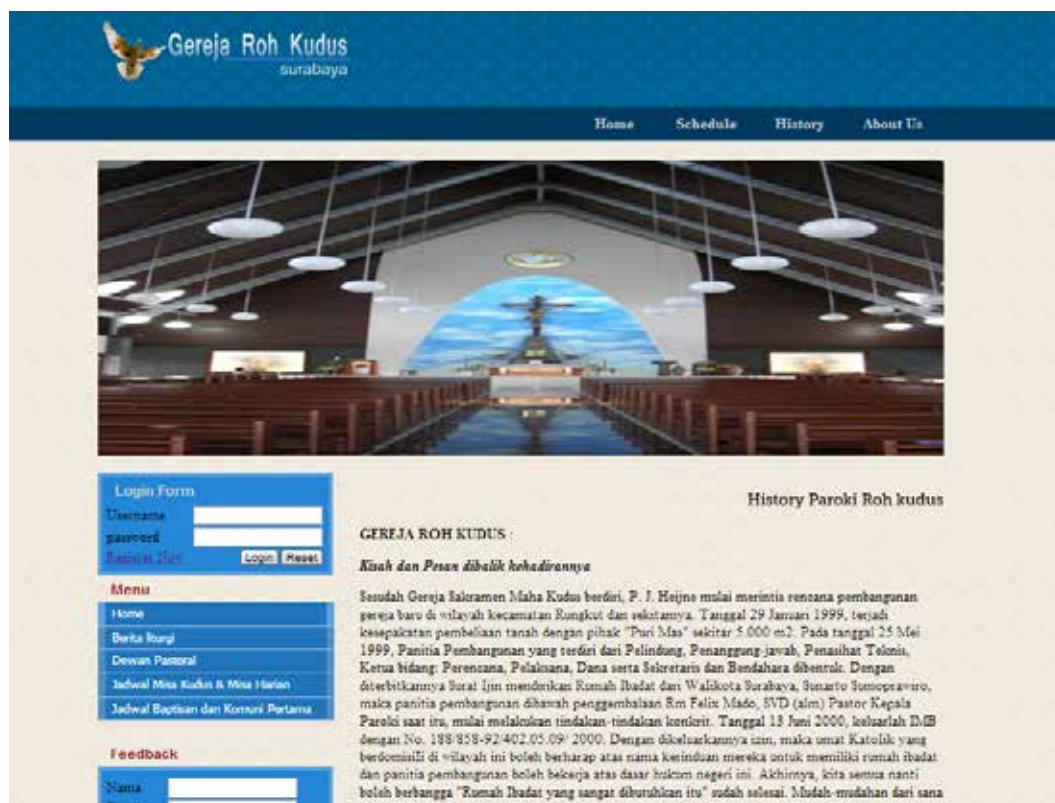 Gereja Roh Kudus
surabaya
Home Schedule History About Us
Login Form
Username
password
Register Now
Login Reset
Menu
Home
Berita liturgi
Dewan Pastoral
Jadwal Misa Kudus & Misa Harian
Jadwal Baptisan dan Komuni Pertama
Feedback
Nama
History Paroki Roh kudus
GEREJA ROH KUDUS :
Kisah dan Pesan dibalik kehadirannya
Sesudah Gereja Sakramen Maha Kudus berdiri, P. J. Heijne mulai merintis rencana pembangunan
gereja baru di wilayah kecamatan Rungkut dan sekitarnya. Tanggal 29 Januari 1999, terjadi
kesepakatan pembeliaan tanah dengan pihak "Puri Mas" sekitar 5.000 m2. Pada tanggal 25 Mei
1999, Panitia Pembangunan yang terdiri dari Pelindung, Penanggung-jawab, Penasihat Teknis,
Ketua bidang: Perencana, Pelaksana, Dana serta Sekretaris dan Bendahara dibentuk. Dengan
diterbitkannya Surat Ijin mendirikan Rumah Ibadat dari Walikota Surabaya, Sunarto Sumoprawiro,
maka panitia pembangunan dibawah penggembalaan Rm Felix Mado, SVD (alm) Pastor Kepala
Paroki saat itu, mulai melakukan tindakan-tindakan konkrit. Tanggal 13 Juni 2000, keluarlah IMB
dengan No. 188/858-92/402.05.09/ 2000. Dengan dikeluarkannya izin, maka umat Katolik yang
berdomisili di wilayah ini boleh berharap atas nama kerinduan mereka untuk memiliki rumah ibadat
dan panitia pembangunan boleh bekerja atas dasar hukum negeri ini. Akhirnya, kita semua nanti
boleh berbangga "Rumah Ibadat yang sangat dibutuhkan itu" sudah selesai. Mudah-mudahan dari sana